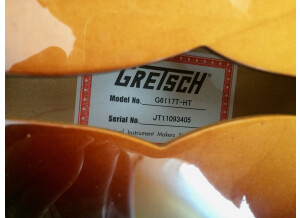 GRETSCH
Model No. G6117T-HT
Serial No. JT11093405
Instrument Makers